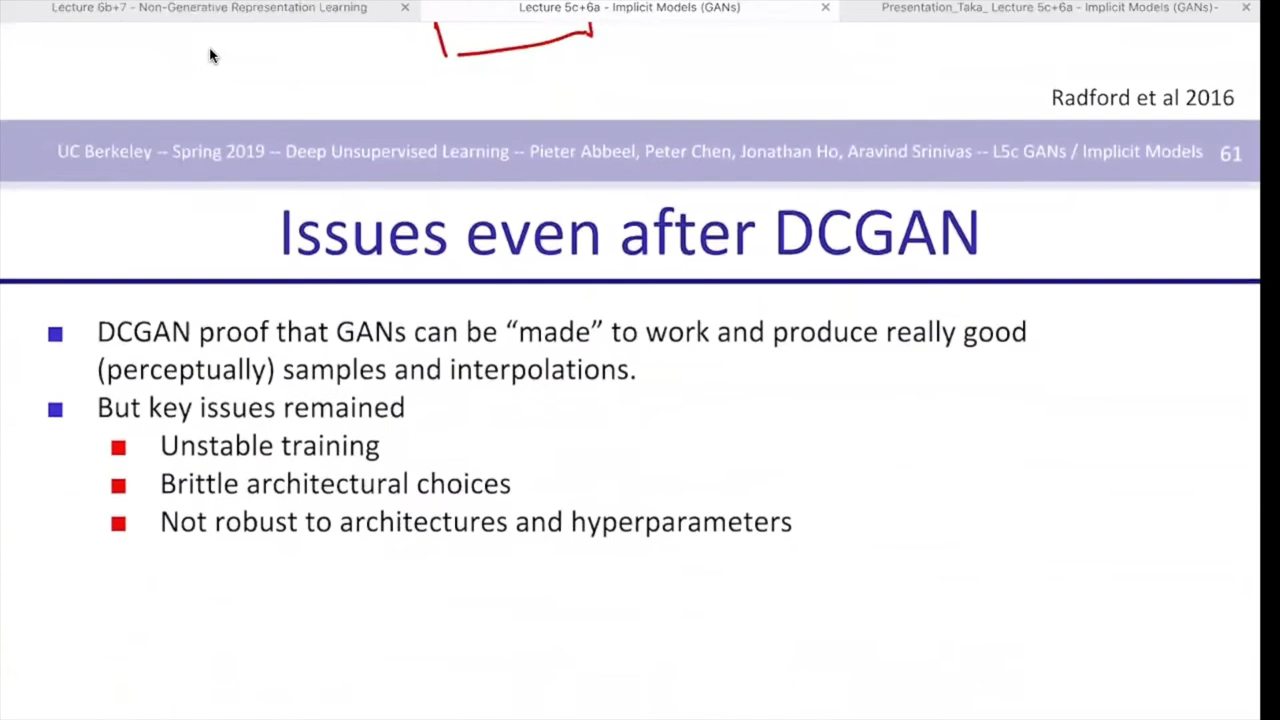 Lecture 6b+7 - Non-Generative Representation Learning
Lecture 5c+6a - Implicit Models (GANs)
Presentation_Taka_ Lecture 5c+6a - Implicit Models (GANs)-
Radford et al 2016
UC Berkeley -- Spring 2019 -- Deep Unsupervised Learning -- Pieter Abbeel, Peter Chen, Jonathan Ho, Aravind Srinivas -- L5c GANs / Implicit Models 61
Issues even after DCGAN
DCGAN proof that GANs can be “made” to work and produce really good
(perceptually) samples and interpolations.
But key issues remained
Unstable training
Brittle architectural choices
Not robust to architectures and hyperparameters